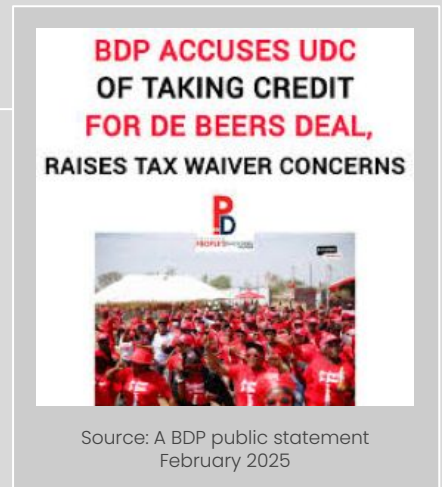 BDP ACCUSES UDC
OF TAKING CREDIT
FOR DE BEERS DEAL,
RAISES TAX WAIVER CONCERNS
PD
Source: A BDP public statement
February 2025